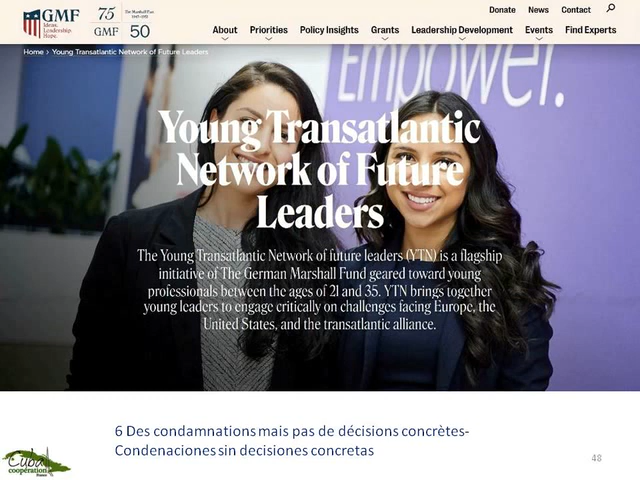 GMF
Ideas.
Leadership.
Hope.
75
GMF
50
Donate News Contact
About Priorities Policy Insights Grants Leadership Development Events Find Experts
Home > Young Transatlantic Network of Future Leaders
Empower.
Young Transatlantic
Network of Future
Leaders
The Young Transatlantic Network of future leaders (YTN) is a flagship
initiative of The German Marshall Fund geared toward young
professionals between the ages of 21 and 35. YTN brings together
young leaders to engage critically on challenges facing Europe, the
United States, and the transatlantic alliance.
6 Des condamnations mais pas de décisions concrètes-
Condenaciones sin decisiones concretas
Cuba
coopération
France
48